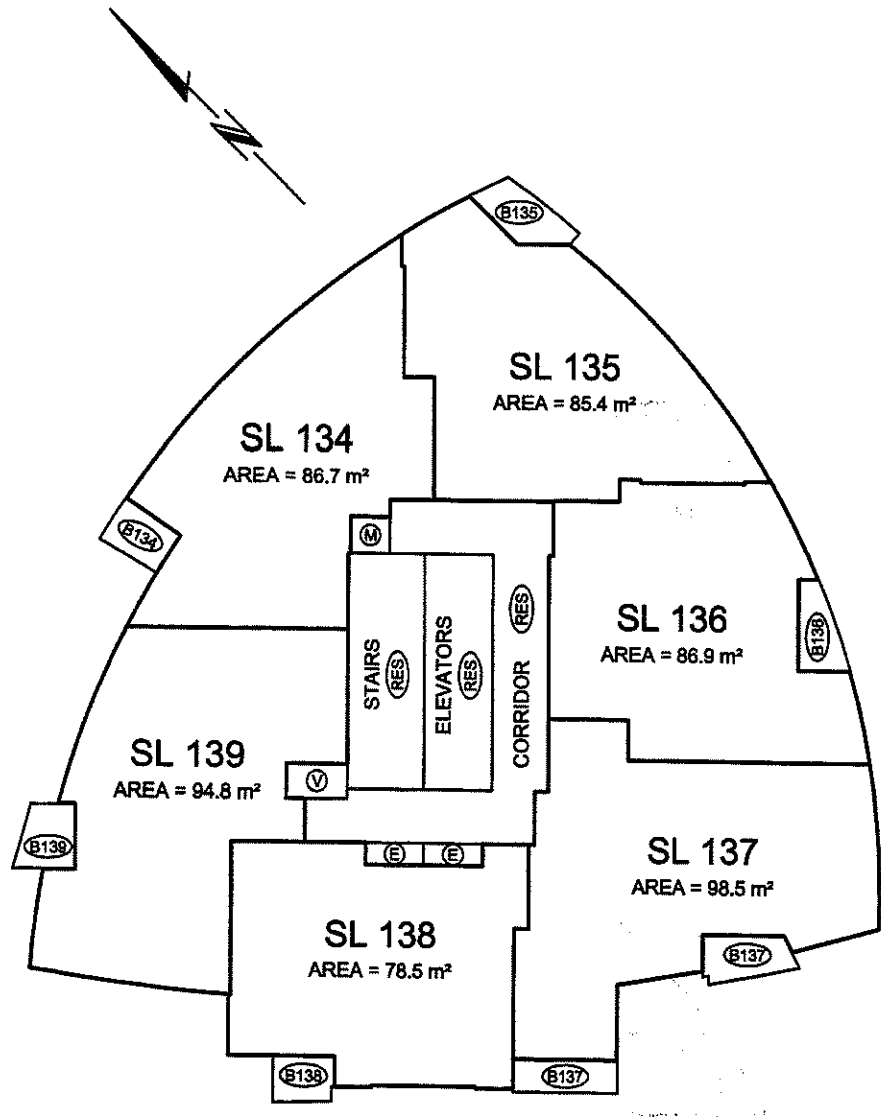 N
B135
SL 135
AREA = 85.4 m²
SL 134
AREA = 86.7 m²
B134
M
SL 136
AREA = 86.9 m²
B136
STAIRS
RES
ELEVATORS
RES
CORRIDOR
RES
SL 139
AREA = 94.8 m²
V
B139
E
E
SL 137
AREA = 98.5 m²
B137
SL 138
AREA = 78.5 m²
B138
B137